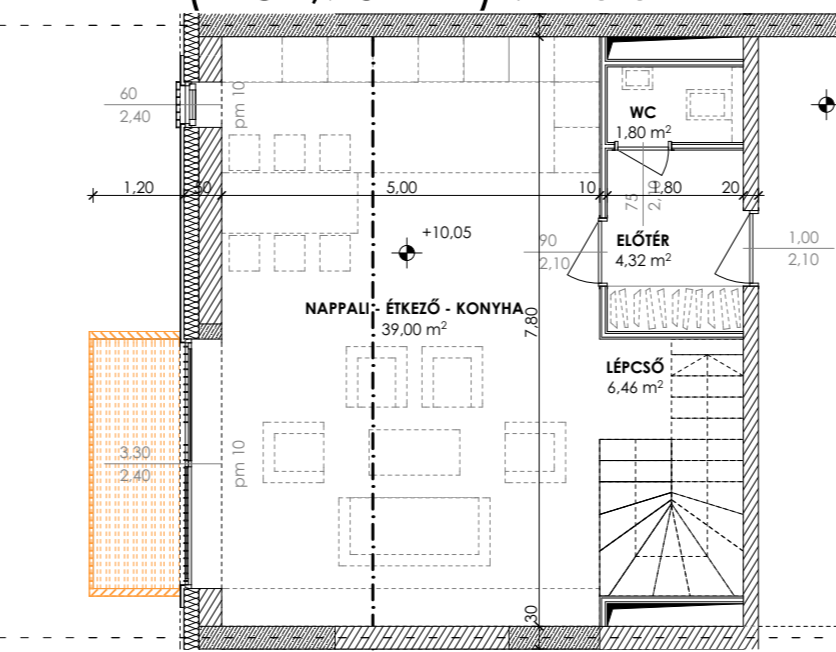 60
2,40
pm 10
WC
1,80 m²
1,20
30
5,00
10
1,80
20
75
2,10
+10,05
90
2,10
ELŐTÉR
4,32 m²
1,00
2,10
NAPPALI - ÉTKEZŐ - KONYHA
39,00 m²
7,80
LÉPCSŐ
6,46 m²
3,30
2,40
pm 10
30